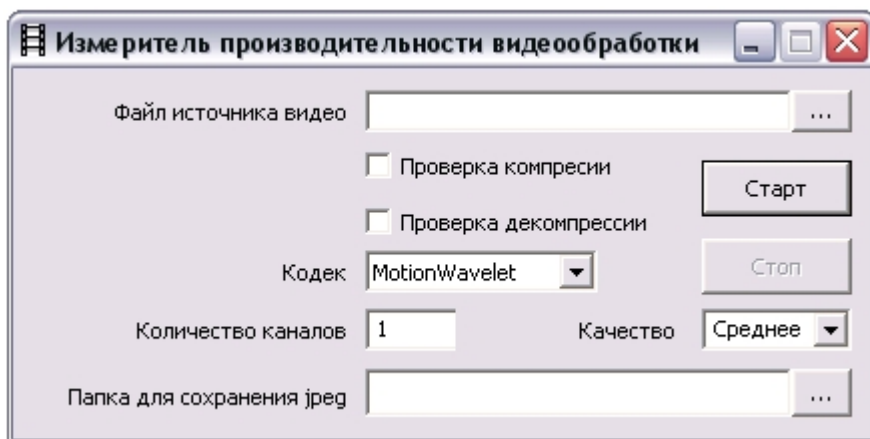 Измеритель производительности видеообработки
Файл источника видео ...
Проверка компресии
Старт
Проверка декомпрессии
Кодек MotionWavelet Стоп
Количество каналов 1 Качество Среднее
Папка для сохранения jpeg ...